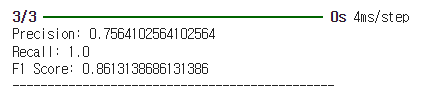 3/3 ━━━━━━━━━━━━━━━━━━━━ 0s 4ms/step
Precision: 0.7564102564102564
Recall: 1.0
F1 Score: 0.8613138686131386
----------------------------------------------